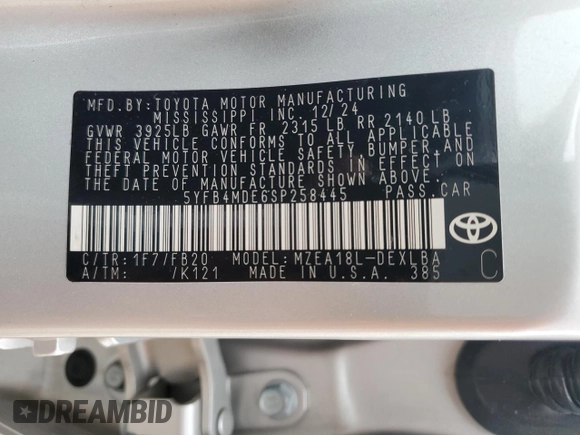 MFD.BY:TOYOTA MOTOR MANUFACTURING
MISSISSIPPI INC. 12/24
GVWR 3925LB GAWR FR 2315 LB RR 2140 LB
THIS VEHICLE CONFORMS TO ALL APPLICABLE
FEDERAL MOTOR VEHICLE SAFETY, BUMPER,AND
THEFT PREVENTION STANDARDS IN EFFECT ON
THE DATE OF MANUFACTURE SHOWN ABOVE.
5YFB4MDE6SP258445 PASS.CAR
C/TR:1F7/FB20 MODEL:MZEA18L-DEXLBA
A/TM: /K121 MADE IN U.S.A. 385
C
DREAMBID